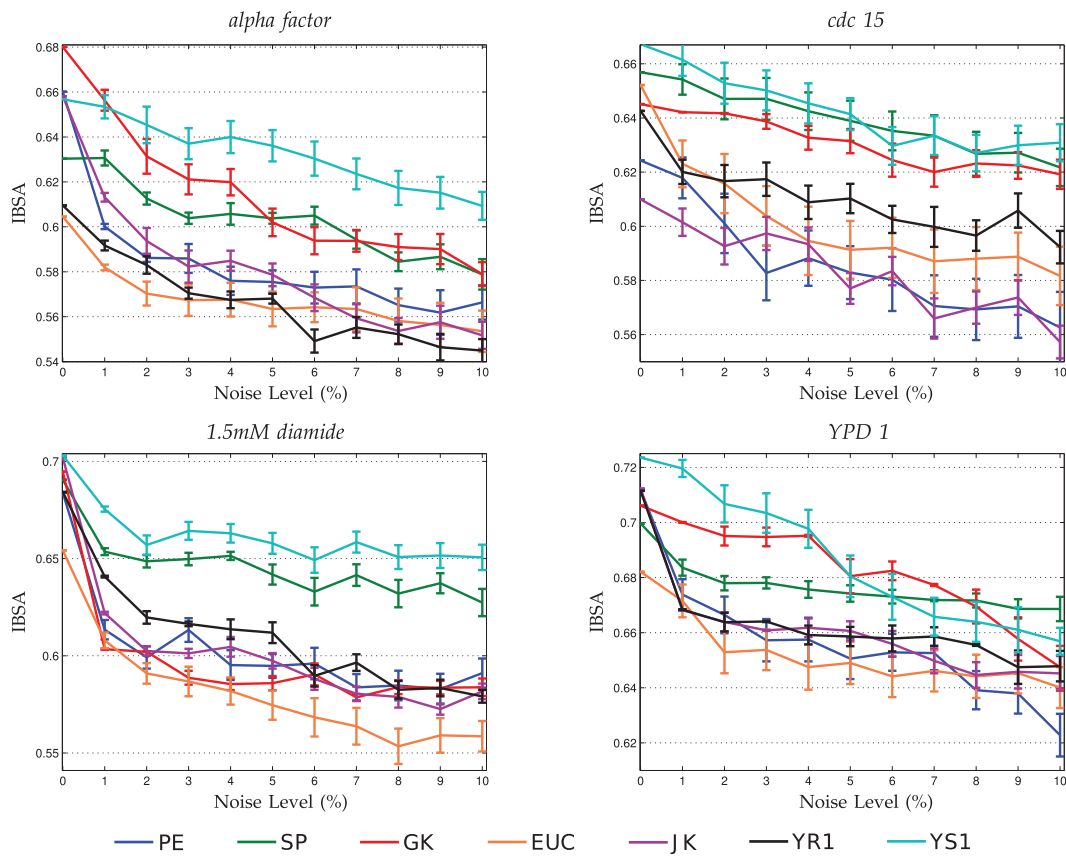 alpha factor
0.68
0.66
0.64
0.62
0.6
0.58
0.56
0.54
IBSA
0 1 2 3 4 5 6 7 8 9 10
Noise Level (%)
cdc 15
0.66
0.64
0.62
0.6
0.58
0.56
IBSA
0 1 2 3 4 5 6 7 8 9 10
Noise Level (%)
1.5mM diamide
0.7
0.65
0.6
0.55
IBSA
0 1 2 3 4 5 6 7 8 9 10
Noise Level (%)
YPD 1
0.72
0.7
0.68
0.66
0.64
0.62
IBSA
0 1 2 3 4 5 6 7 8 9 10
Noise Level (%)
PE SP GK EUC JK YR1 YS1